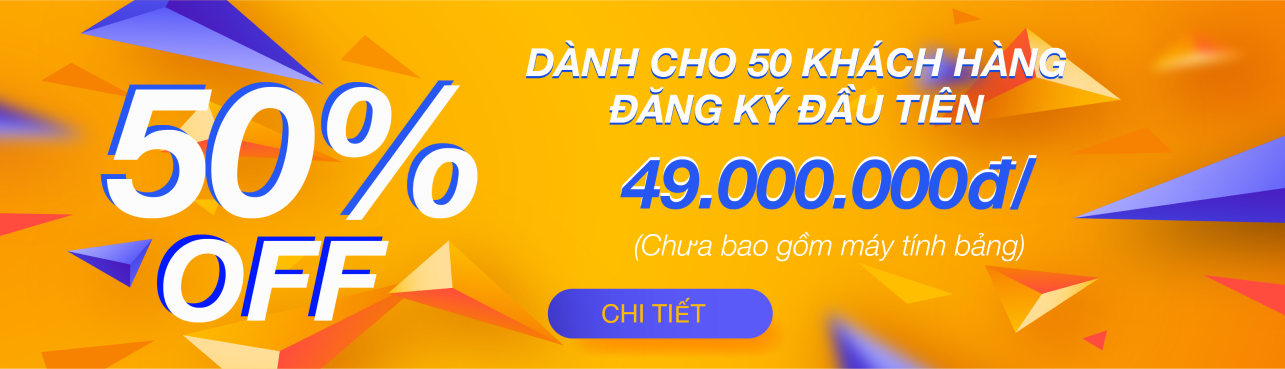 50%
OFF
DÀNH CHO 50 KHÁCH HÀNG
ĐĂNG KÝ ĐẦU TIÊN
49.000.000đ/
(Chưa bao gồm máy tính bảng)
CHI TIẾT